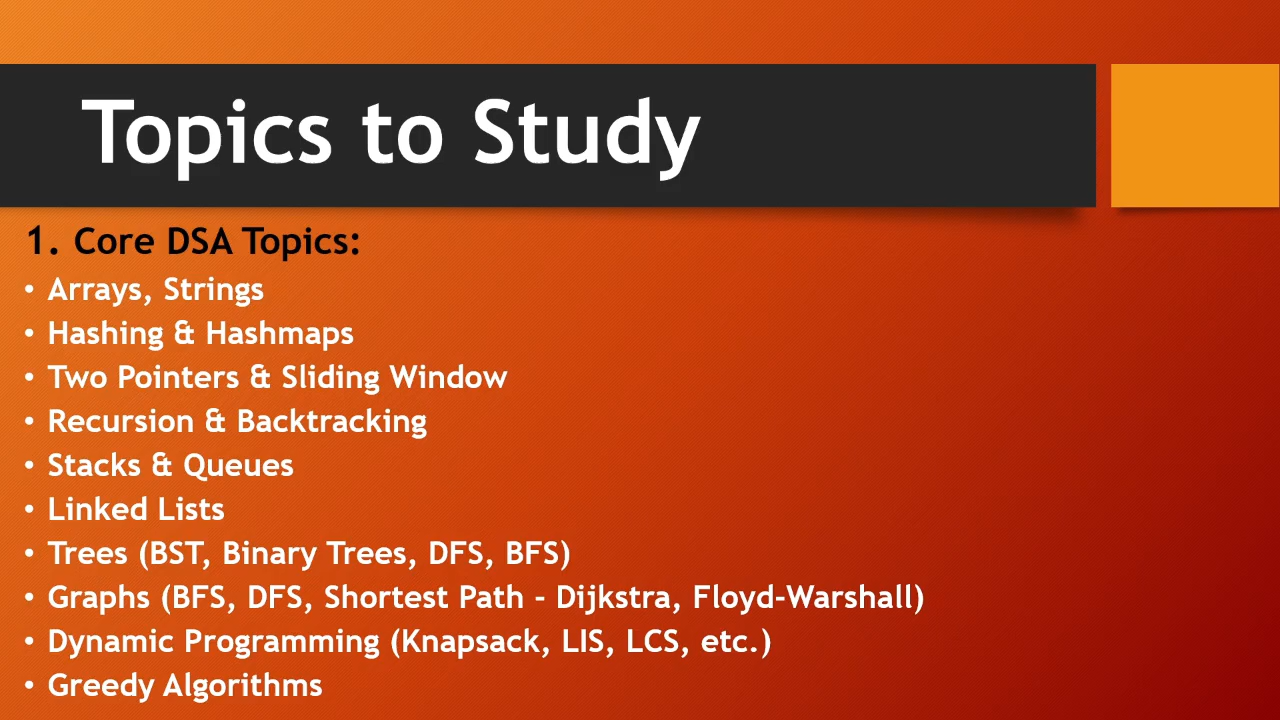 Topics to Study
1. Core DSA Topics:
• Arrays, Strings
• Hashing & Hashmaps
• Two Pointers & Sliding Window
• Recursion & Backtracking
• Stacks & Queues
• Linked Lists
• Trees (BST, Binary Trees, DFS, BFS)
• Graphs (BFS, DFS, Shortest Path - Dijkstra, Floyd-Warshall)
• Dynamic Programming (Knapsack, LIS, LCS, etc.)
• Greedy Algorithms